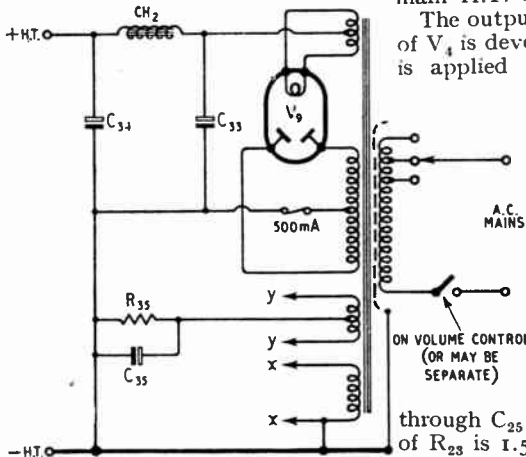 main H.T.
The output
of V4 is deve
is applied
CH2
+H.T.
C34
C33
V9
500mA
A.C.
MAINS
R35
C35
y
y
x
x
ON VOLUME CONTROL
(OR MAY BE
SEPARATE)
through C25
of R23 is 1.5
-H.T.